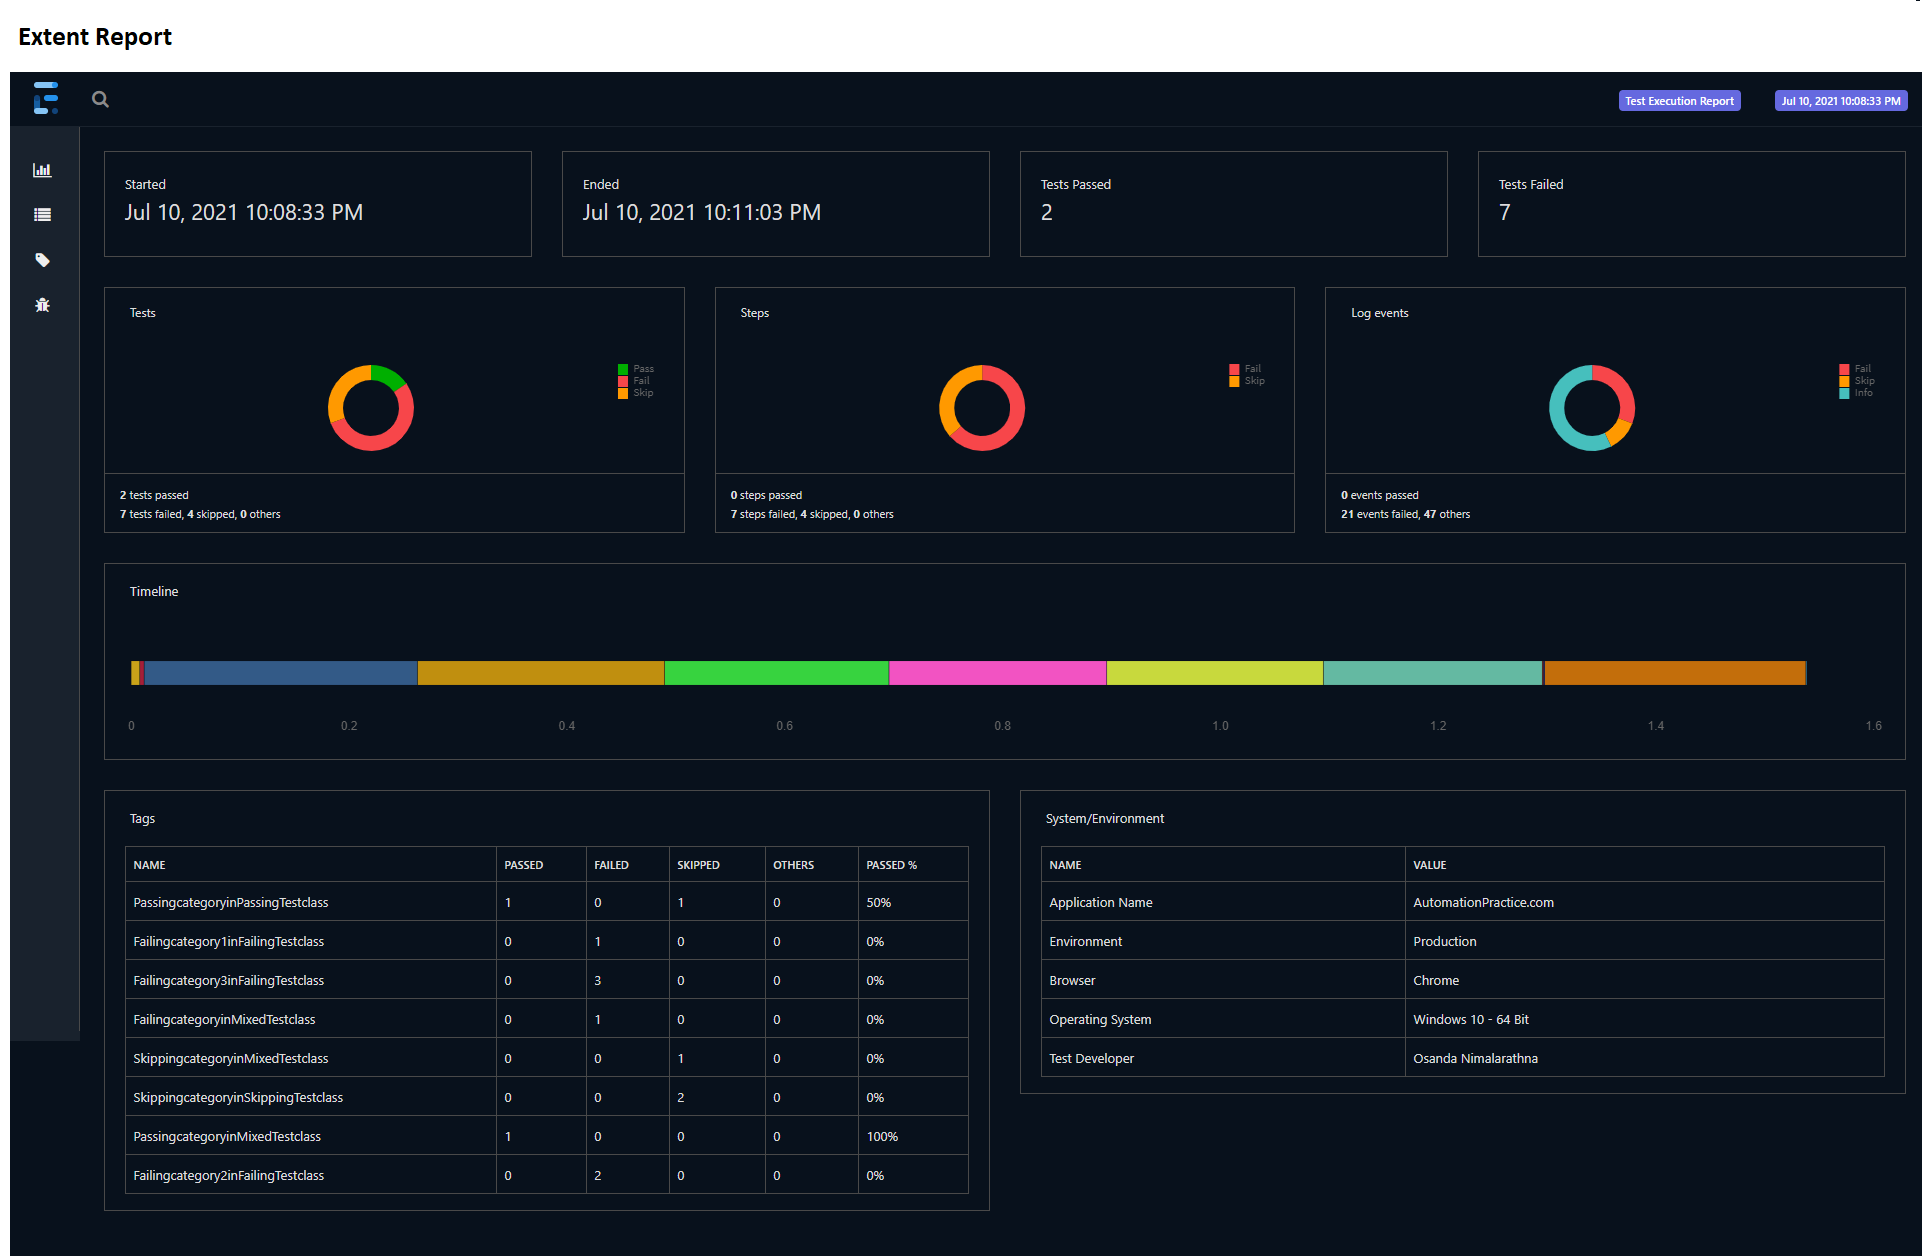 Extent Report
Test Execution Report
Jul 10, 2021 10:08:33 PM
Started
Jul 10, 2021 10:08:33 PM
Ended
Jul 10, 2021 10:11:03 PM
Tests Passed
2
Tests Failed
7
Tests
Pass
Fail
Skip
2 tests passed
7 tests failed, 4 skipped, 0 others
Steps
Fail
Skip
0 steps passed
7 steps failed, 4 skipped, 0 others
Log events
Fail
Skip
Info
0 events passed
21 events failed, 47 others
Timeline
0 0.2 0.4 0.6 0.8 1.0 1.2 1.4 1.6
Tags
NAME PASSED FAILED SKIPPED OTHERS PASSED %
PassingcategoryinPassingTestclass 1 0 1 0 50%
Failingcategory1inFailingTestclass 0 1 0 0 0%
Failingcategory3inFailingTestclass 0 3 0 0 0%
FailingcategoryinMixedTestclass 0 1 0 0 0%
SkippingcategoryinMixedTestclass 0 0 1 0 0%
SkippingcategoryinSkippingTestclass 0 0 2 0 0%
PassingcategoryinMixedTestclass 1 0 0 0 100%
Failingcategory2inFailingTestclass 0 2 0 0 0%
System/Environment
NAME VALUE
Application Name AutomationPractice.com
Environment Production
Browser Chrome
Operating System Windows 10 - 64 Bit
Test Developer Osanda Nimalarathna